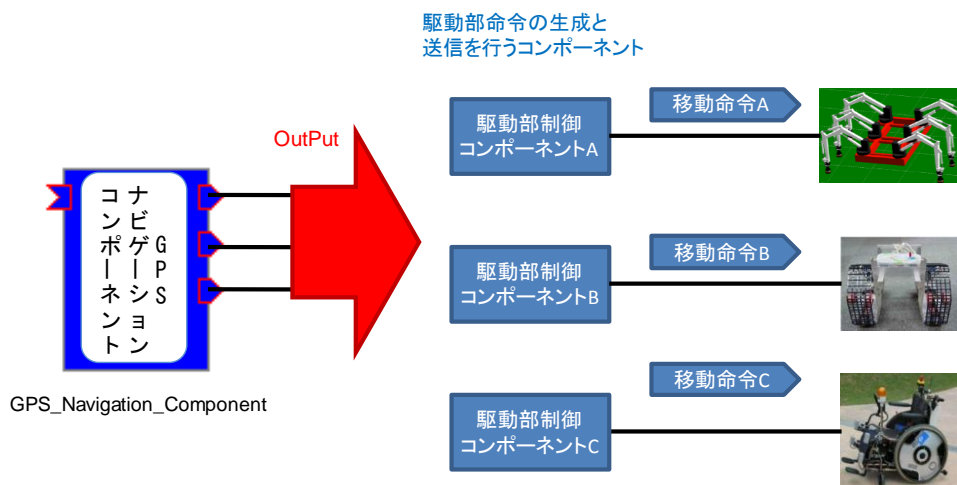 駆動部命令の生成と
送信を行うコンポーネント
OutPut
GPS
ナビゲーション
コンポーネント
GPS_Navigation_Component
駆動部制御
コンポーネントA
移動命令A
駆動部制御
コンポーネントB
移動命令B
駆動部制御
コンポーネントC
移動命令C